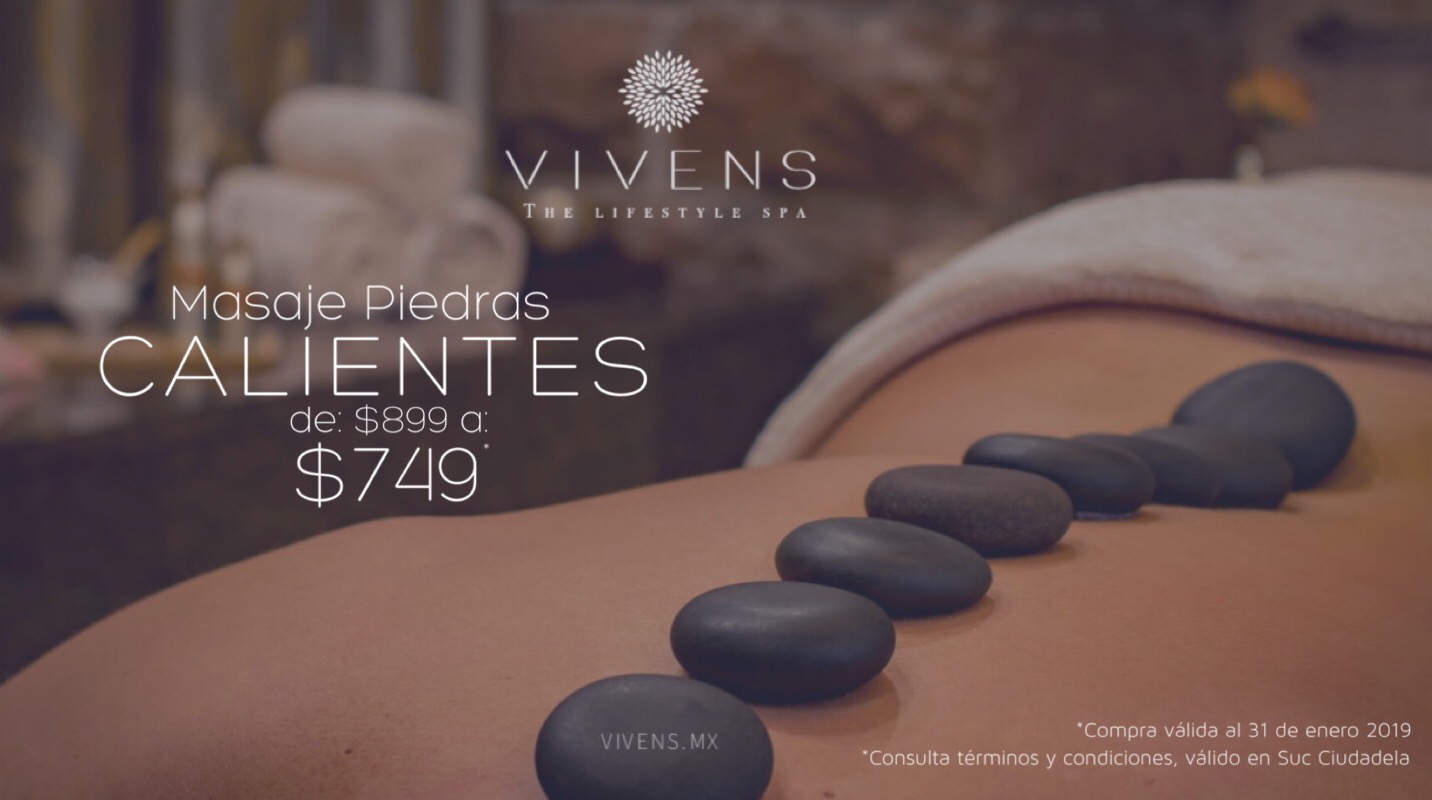 VIVENS
THE LIFESTYLE SPA
Masaje Piedras
CALIENTES
de: $899 a:
$749*
VIVENS.MX
*Compra válida al 31 de enero 2019
*Consulta términos y condiciones, válido en Suc Ciudadela